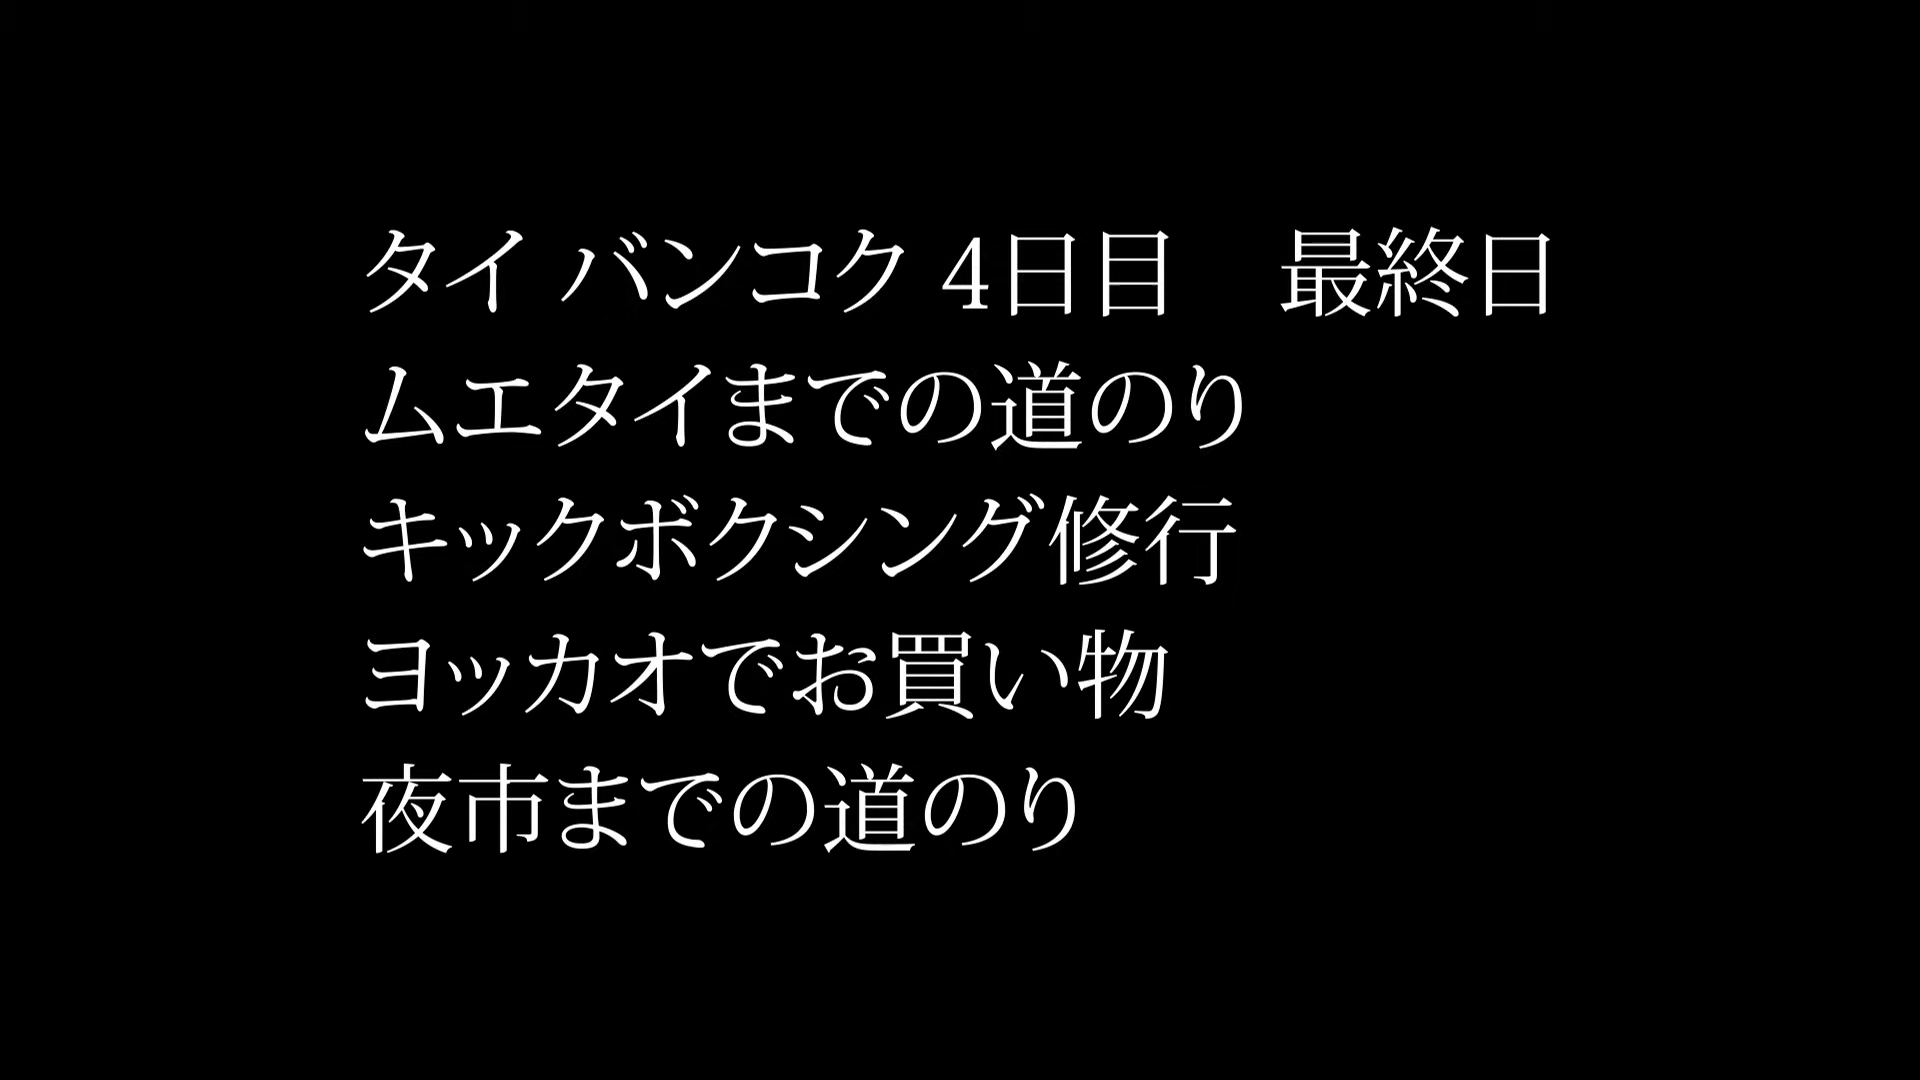 タイ バンコク 4日目　最終日
ムエタイまでの道のり
キックボクシング修行
ヨッカオでお買い物
夜市までの道のり